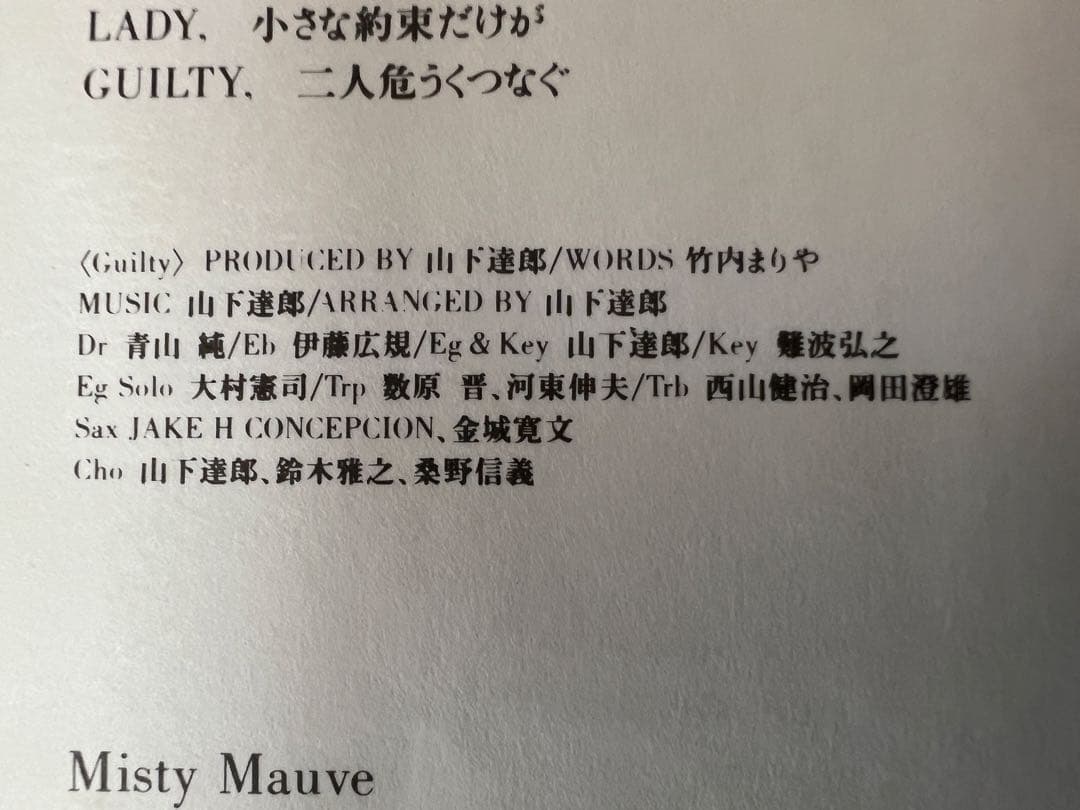 LADY, 小さな約束だけが
GUILTY, 二人危うくつなぐ
〈Guilty〉 PRODUCED BY 山下達郎/WORDS 竹内まりや
MUSIC 山下達郎/ARRANGED BY 山下達郎
Dr 青山 純/Eb 伊藤広規/Eg & Key 山下達郎/Key 難波弘之
Eg Solo 大村憲司/Trp 数原 晋、河東伸夫/Trb 西山健治、岡田澄雄
Sax JAKE H CONCEPCION、金城寛文
Cho 山下達郎、鈴木雅之、桑野信義
Misty Mauve